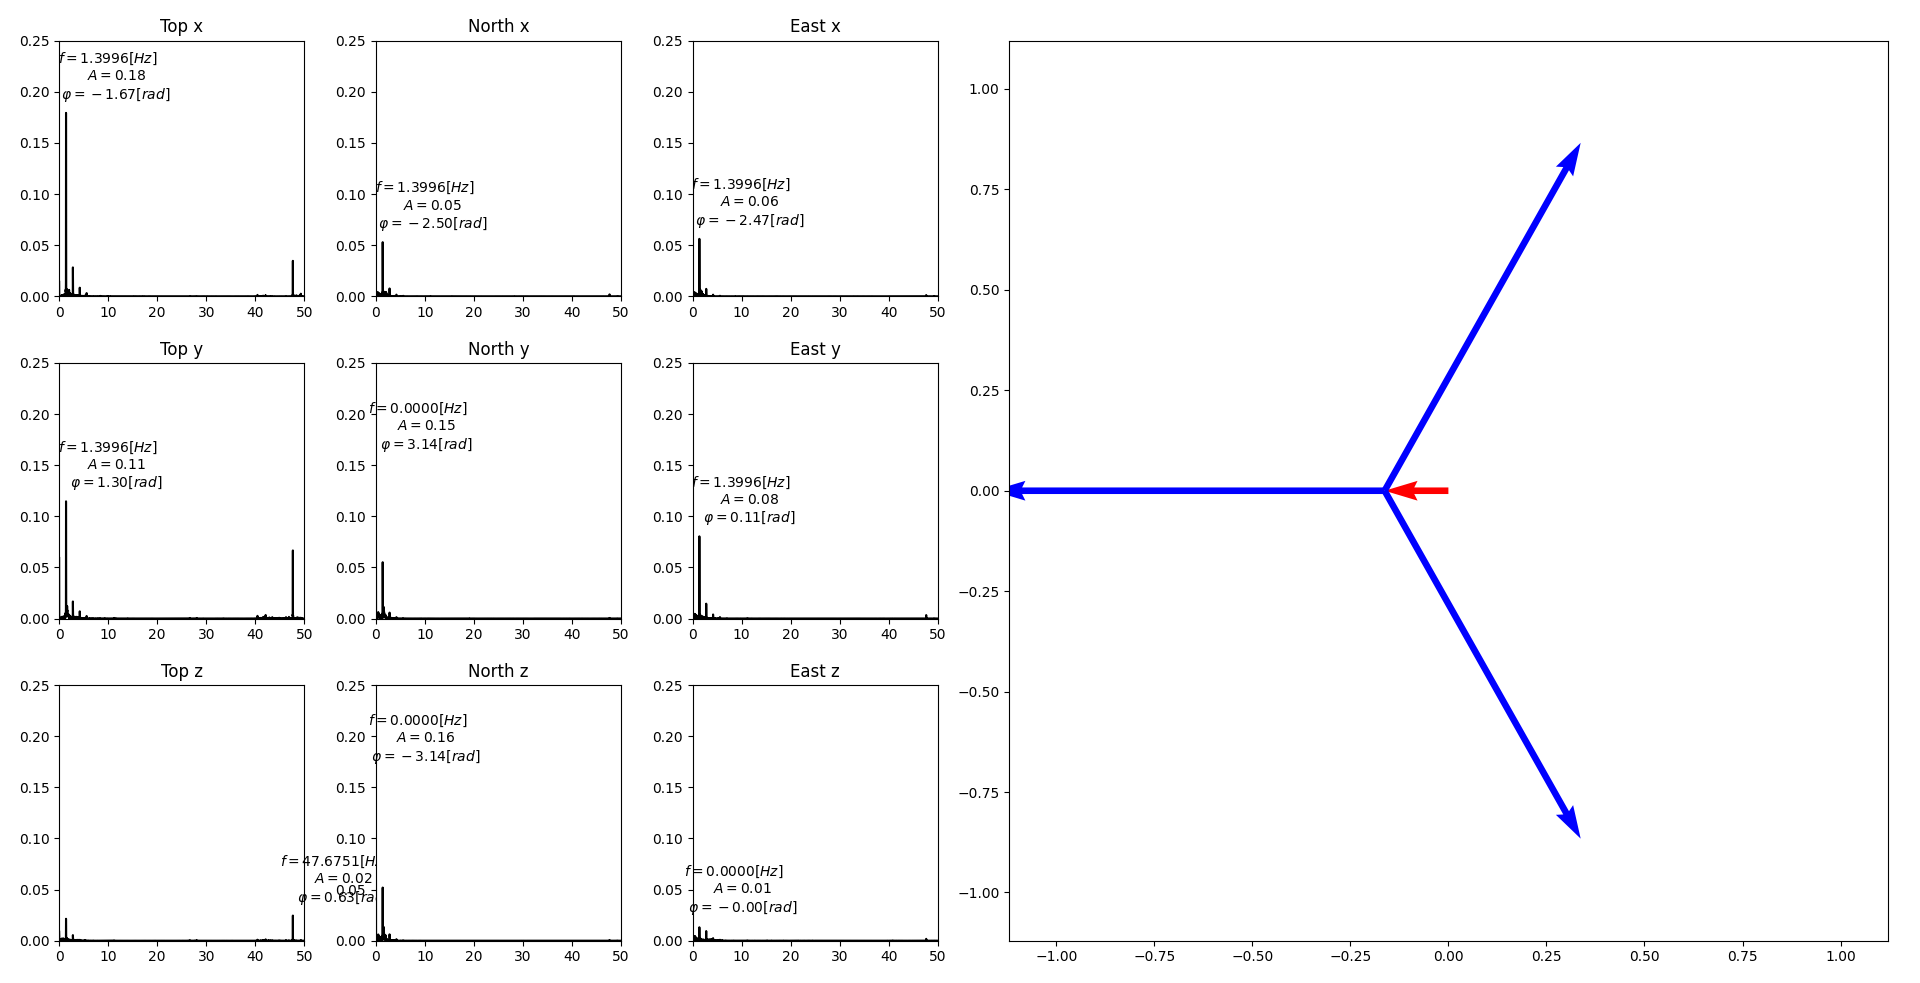 Top x
0.25
0.20
0.15
0.10
0.05
0.00
f = 1.3996[Hz]
A = 0.18
φ = −1.67[rad]
0 10 20 30 40 50
North x
0.25
0.20
0.15
0.10
0.05
0.00
f = 1.3996[Hz]
A = 0.05
φ = −2.50[rad]
0 10 20 30 40 50
East x
0.25
0.20
0.15
0.10
0.05
0.00
f = 1.3996[Hz]
A = 0.06
φ = −2.47[rad]
0 10 20 30 40 50
Top y
0.25
0.20
0.15
0.10
0.05
0.00
f = 1.3996[Hz]
A = 0.11
φ = 1.30[rad]
0 10 20 30 40 50
North y
0.25
0.20
0.15
0.10
0.05
0.00
f = 0.0000[Hz]
A = 0.15
φ = 3.14[rad]
0 10 20 30 40 50
East y
0.25
0.20
0.15
0.10
0.05
0.00
f = 1.3996[Hz]
A = 0.08
φ = 0.11[rad]
0 10 20 30 40 50
Top z
0.25
0.20
0.15
0.10
0.05
0.00
f = 47.6751[H
A = 0.02
φ = 0.63[ra
0 10 20 30 40 50
North z
0.25
0.20
0.15
0.10
0.05
0.00
f = 0.0000[Hz]
A = 0.16
φ = −3.14[rad]
0 10 20 30 40 50
East z
0.25
0.20
0.15
0.10
0.05
0.00
f = 0.0000[Hz]
A = 0.01
φ = −0.00[rad]
0 10 20 30 40 50
1.00
0.75
0.50
0.25
0.00
−0.25
−0.50
−0.75
−1.00
−1.00 −0.75 −0.50 −0.25 0.00 0.25 0.50 0.75 1.00